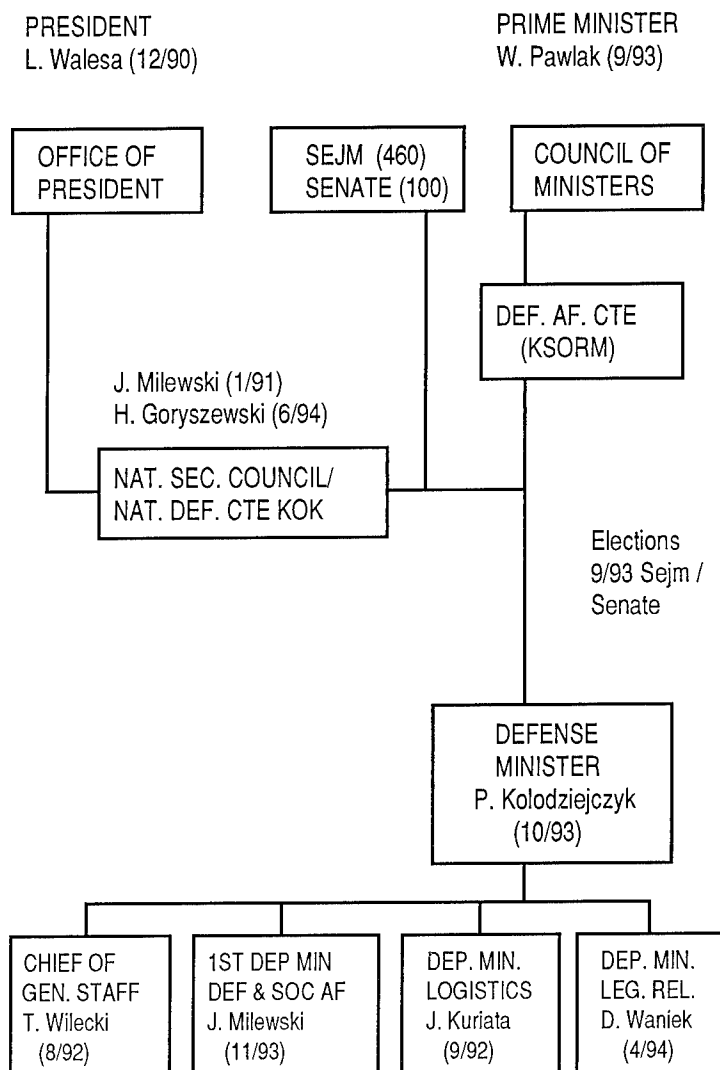 PRESIDENT
L. Walesa (12/90)
PRIME MINISTER
W. Pawlak (9/93)
OFFICE OF
PRESIDENT
SEJM (460)
SENATE (100)
COUNCIL OF
MINISTERS
DEF. AF. CTE
(KSORM)
J. Milewski (1/91)
H. Goryszewski (6/94)
NAT. SEC. COUNCIL/
NAT. DEF. CTE KOK
Elections
9/93 Sejm /
Senate
DEFENSE
MINISTER
P. Kolodziejczyk
(10/93)
CHIEF OF
GEN. STAFF
T. Wilecki
(8/92)
1ST DEP MIN
DEF & SOC AF
J. Milewski
(11/93)
DEP. MIN.
LOGISTICS
J. Kuriata
(9/92)
DEP. MIN.
LEG. REL.
D. Waniek
(4/94)